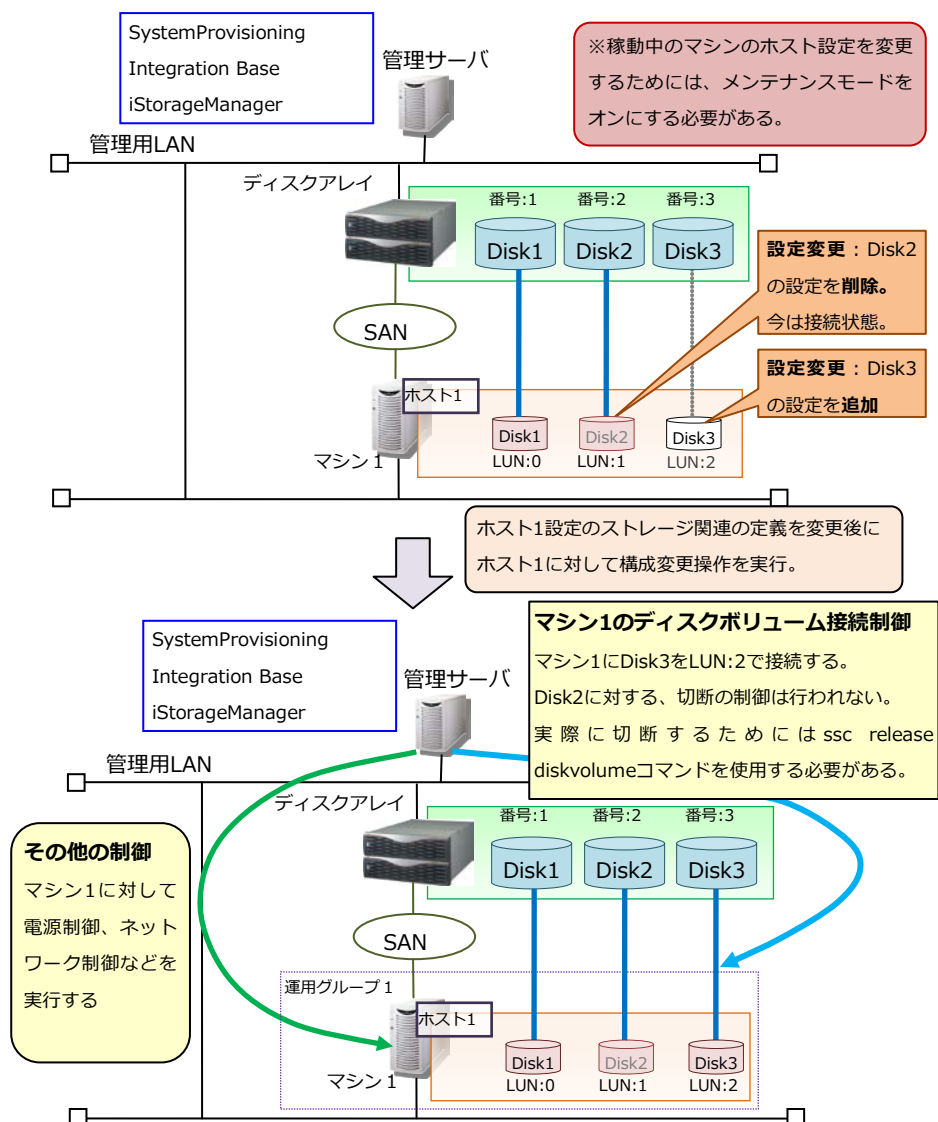 SystemProvisioning
Integration Base
iStorageManager
管理サーバ
※稼動中のマシンのホスト設定を変更
するためには、メンテナンスモードを
オンにする必要がある。
管理用LAN
ディスクアレイ
番号:1
番号:2
番号:3
Disk1
Disk2
Disk3
設定変更：Disk2
の設定を削除。
今は接続状態。
SAN
設定変更：Disk3
の設定を追加
ホスト1
Disk1
Disk2
Disk3
マシン１
LUN:0
LUN:1
LUN:2
ホスト1設定のストレージ関連の定義を変更後に
ホスト1に対して構成変更操作を実行。
SystemProvisioning
Integration Base
iStorageManager
管理サーバ
マシン1のディスクボリューム接続制御
マシン1にDisk3をLUN:2で接続する。
Disk2に対する、切断の制御は行われない。
実際に切断するためには ssc release
diskvolumeコマンドを使用する必要がある。
管理用LAN
ディスクアレイ
番号:1
番号:2
番号:3
その他の制御
マシン1に対して
電源制御、ネット
ワーク制御などを
実行する
Disk1
Disk2
Disk3
SAN
運用グループ１
ホスト1
Disk1
Disk2
Disk3
マシン１
LUN:0
LUN:1
LUN:2